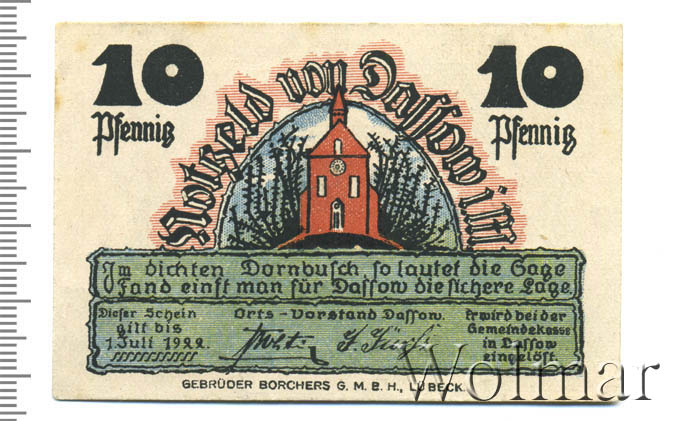 10
Pfennig
10
Pfennig
Notgeld von Dassow i. M.
Im dichten Dornbusch, so lautet die Sage
Fand einst man für Dassow die sichere Lage.
Dieser Schein
gilt bis
1. Juli 1922.
Orts-Vorstand Dassow.
Er wird bei der
Gemeindekasse
in Dassow
eingelöst.
GEBRÜDER BORCHERS G. M. B. H., LÜBECK.
Wolmar